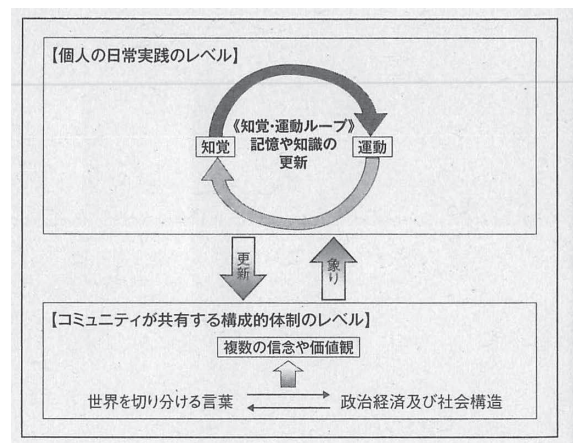 【個人の日常実践のレベル】
《知覚・運動ループ》
知覚
記憶や知識の
運動
更新
更新
象り
【コミュニティが共有する構成的体制のレベル】
複数の信念や価値観
世界を切り分ける言葉
政治経済及び社会構造